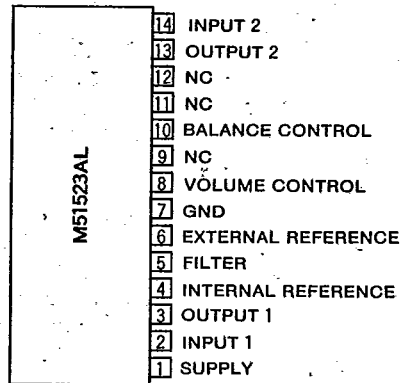 14 INPUT 2
13 OUTPUT 2
12 NC
11 NC
10 BALANCE CONTROL
9 NC
8 VOLUME CONTROL
7 GND
6 EXTERNAL REFERENCE
5 FILTER
4 INTERNAL REFERENCE
3 OUTPUT 1
2 INPUT 1
1 SUPPLY
M51523AL